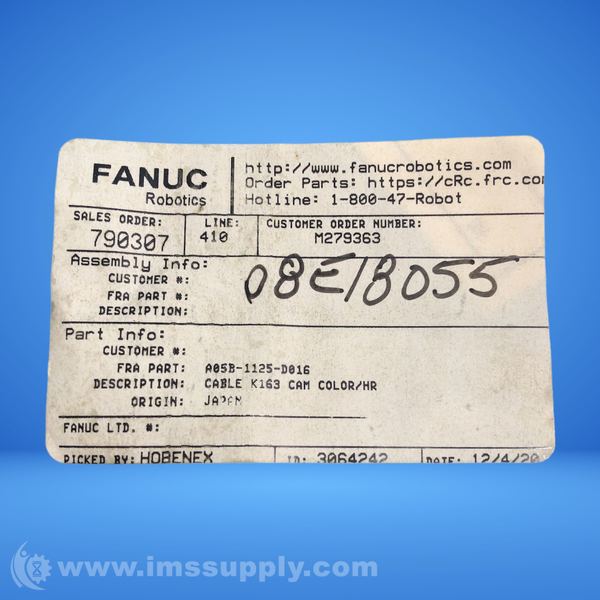 FANUC
Robotics
http://www.fanucrobotics.com
Order Parts: https://cRc.frc.com
Hotline: 1-800-47-Robot
SALES ORDER:
790307
LINE:
410
CUSTOMER ORDER NUMBER:
M279363
Assembly Info:
CUSTOMER #:
FRA PART #:
DESCRIPTION:
08E18055
Part Info:
CUSTOMER #:
FRA PART: A05B-1125-D016
DESCRIPTION: CABLE K163 CAM COLOR/HR
ORIGIN: JAPAN
FANUC LTD. #:
PICKED BY: HOBENEX ID: 3064242 DATE: 12/4/20
www.imssupply.com